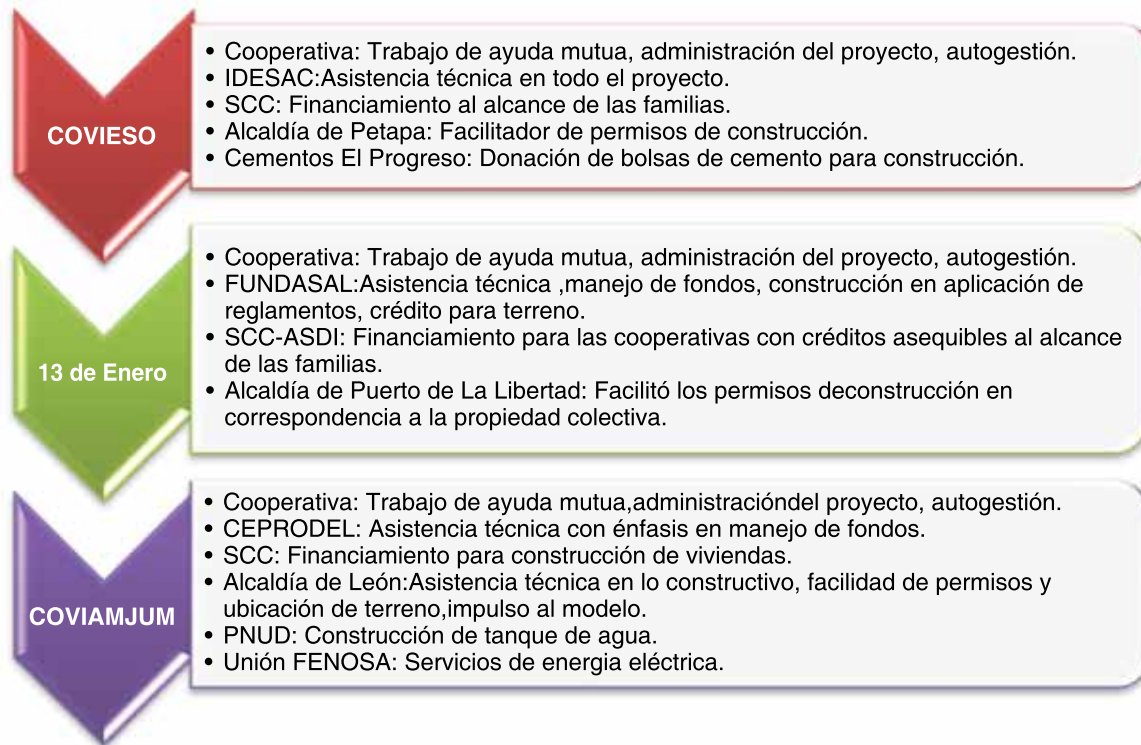 COVIESO
• Cooperativa: Trabajo de ayuda mutua, administración del proyecto, autogestión.
• IDESAC:Asistencia técnica en todo el proyecto.
• SCC: Financiamiento al alcance de las familias.
• Alcaldía de Petapa: Facilitador de permisos de construcción.
• Cementos El Progreso: Donación de bolsas de cemento para construcción.
13 de Enero
• Cooperativa: Trabajo de ayuda mutua, administración del proyecto, autogestión.
• FUNDASAL:Asistencia técnica ,manejo de fondos, construcción en aplicación de
reglamentos, crédito para terreno.
• SCC-ASDI: Financiamiento para las cooperativas con créditos asequibles al alcance
de las familias.
• Alcaldía de Puerto de La Libertad: Facilitó los permisos deconstrucción en
correspondencia a la propiedad colectiva.
COVIAMJUM
• Cooperativa: Trabajo de ayuda mutua,administracióndel proyecto, autogestión.
• CEPRODEL: Asistencia técnica con énfasis en manejo de fondos.
• SCC: Financiamiento para construcción de viviendas.
• Alcaldía de León:Asistencia técnica en lo constructivo, facilidad de permisos y
ubicación de terreno,impulso al modelo.
• PNUD: Construcción de tanque de agua.
• Unión FENOSA: Servicios de energia eléctrica.